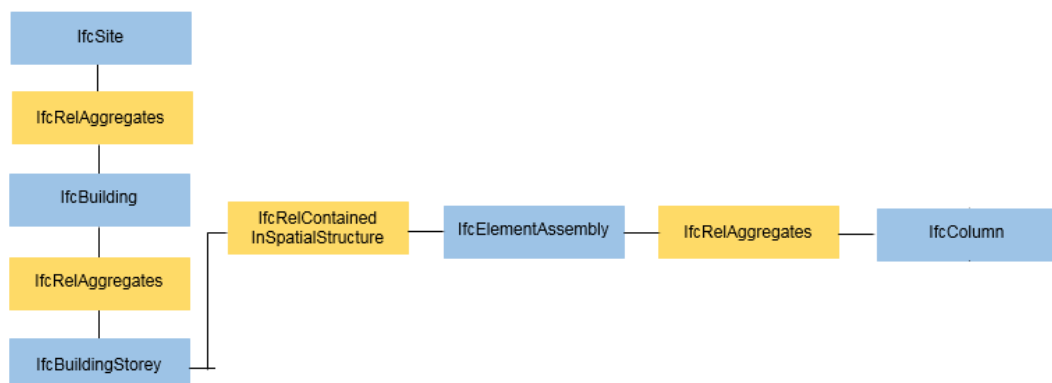 IfcSite
IfcRelAggregates
IfcBuilding
IfcRelAggregates
IfcBuildingStorey
IfcRelContained
InSpatialStructure
IfcElementAssembly
IfcRelAggregates
IfcColumn